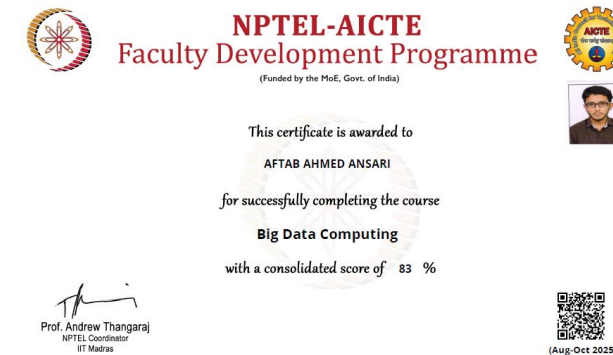 NPTEL-AICTE
Faculty Development Programme
(Funded by the MoE, Govt. of India)
AICTE
This certificate is awarded to
AFTAB AHMED ANSARI
for successfully completing the course
Big Data Computing
with a consolidated score of 83 %
Prof. Andrew Thangaraj
NPTEL Coordinator
IIT Madras
(Aug-Oct 2025